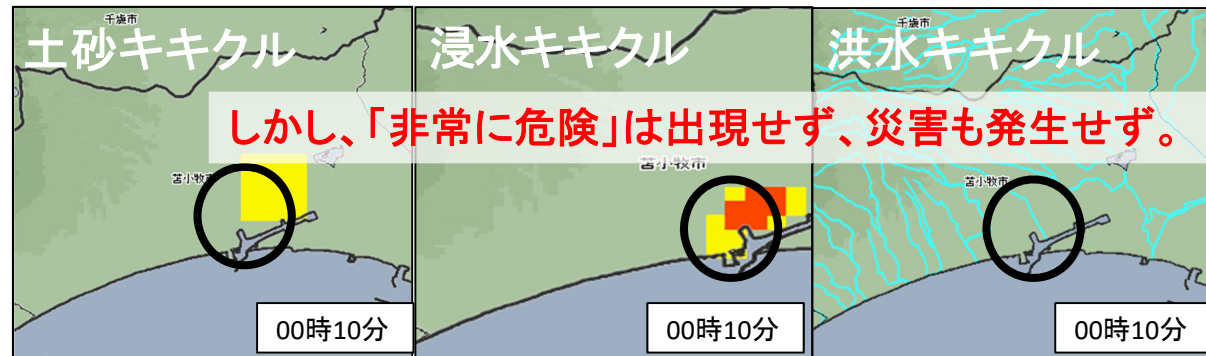 土砂キキクル
浸水キキクル
洪水キキクル
千歳市
千歳市
しかし、「非常に危険」は出現せず、災害も発生せず。
苫小牧市
苫小牧市
苫小牧市
00時10分
00時10分
00時10分